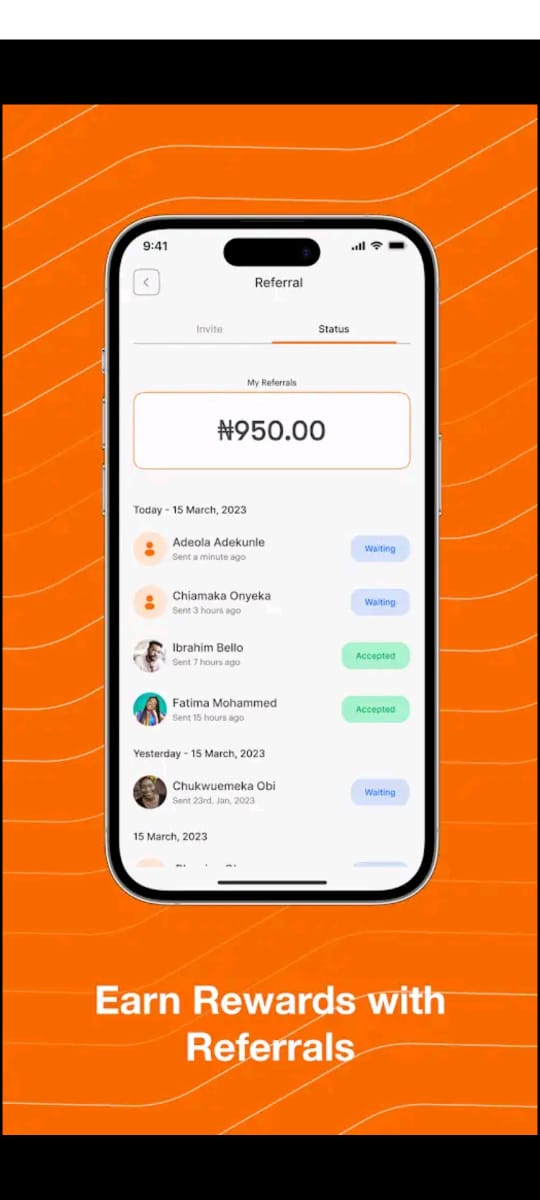 9:41
Referral
Invite Status
My Referrals
₦950.00
Today - 15 March, 2023
Adeola Adekunle
Sent a minute ago
Waiting
Chiamaka Onyeka
Sent 3 hours ago
Waiting
Ibrahim Bello
Sent 7 hours ago
Accepted
Fatima Mohammed
Sent 15 hours ago
Accepted
Yesterday - 15 March, 2023
Chukwuemeka Obi
Sent 23rd, Jan, 2023
Waiting
15 March, 2023
Earn Rewards with
Referrals